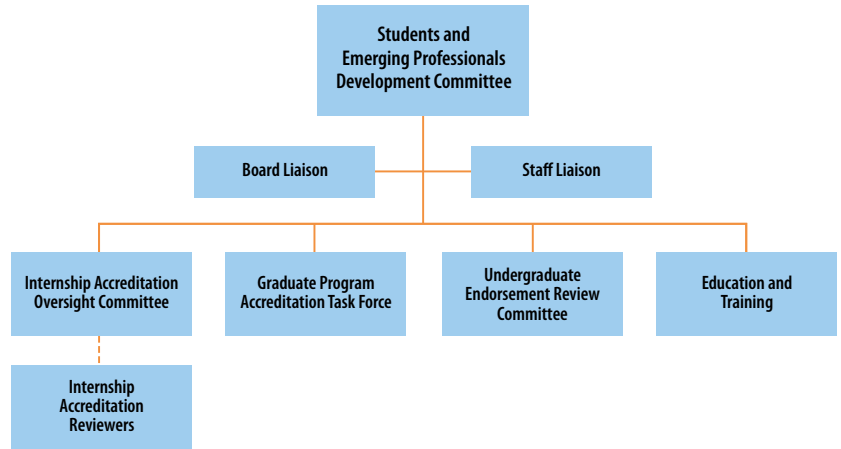 Students and
Emerging Professionals
Development Committee
Board Liaison
Staff Liaison
Internship Accreditation
Oversight Committee
Graduate Program
Accreditation Task Force
Undergraduate
Endorsement Review
Committee
Education and
Training
Internship
Accreditation
Reviewers